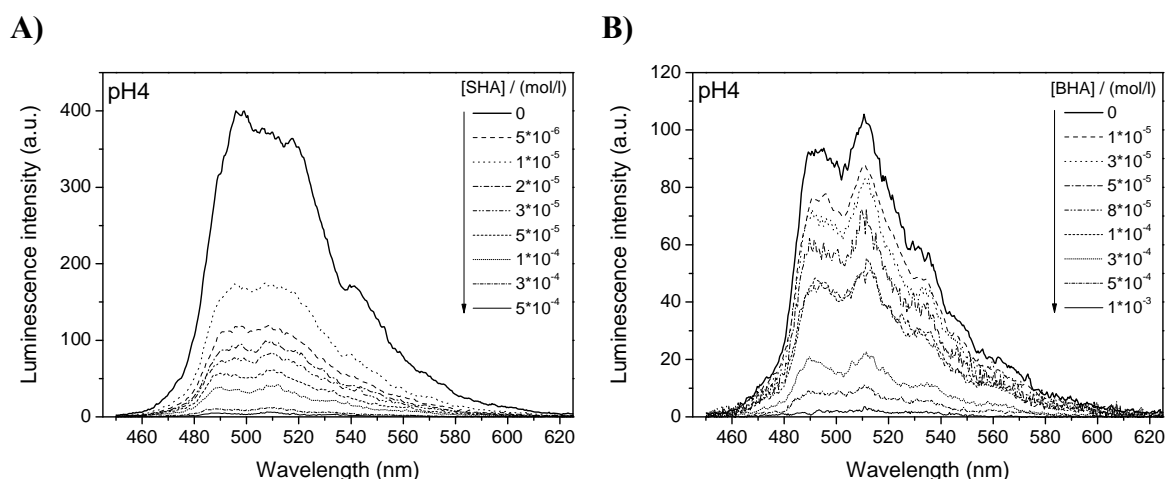 A)
pH4
[SHA] / (mol/l)
0
5*10⁻⁶
1*10⁻⁵
2*10⁻⁵
3*10⁻⁵
5*10⁻⁵
1*10⁻⁴
3*10⁻⁴
5*10⁻⁴
400
300
200
100
0
460 480 500 520 540 560 580 600 620
Luminescence intensity (a.u.)
Wavelength (nm)
B)
pH4
[BHA] / (mol/l)
0
1*10⁻⁵
3*10⁻⁵
5*10⁻⁵
8*10⁻⁵
1*10⁻⁴
3*10⁻⁴
5*10⁻⁴
1*10⁻³
120
100
80
60
40
20
0
460 480 500 520 540 560 580 600 620
Luminescence intensity (a.u.)
Wavelength (nm)